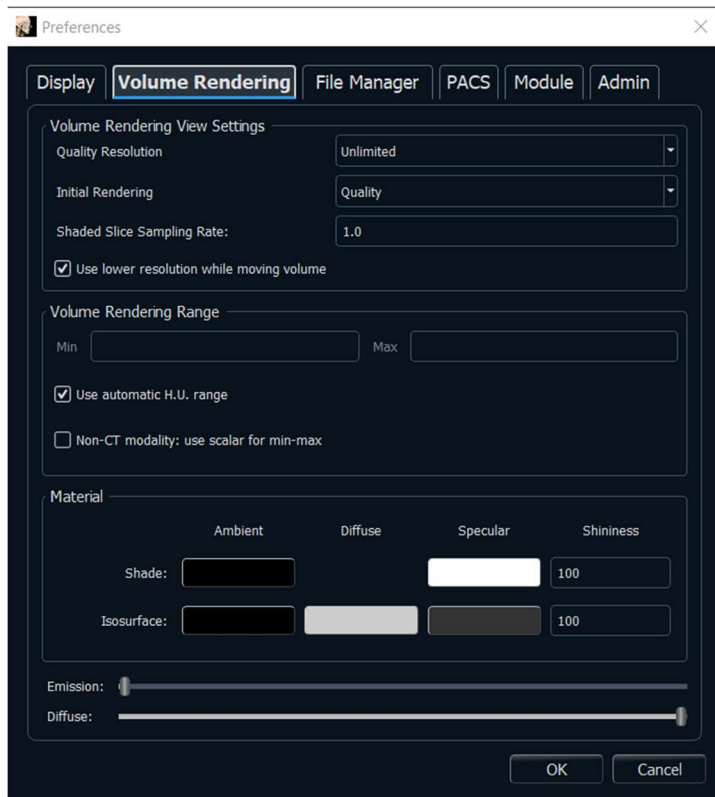 Preferences
Display Volume Rendering File Manager PACS Module Admin
Volume Rendering View Settings
Quality Resolution Unlimited
Initial Rendering Quality
Shaded Slice Sampling Rate: 1.0
Use lower resolution while moving volume
Volume Rendering Range
Min Max
Use automatic H.U. range
Non-CT modality: use scalar for min-max
Material
Ambient Diffuse Specular Shininess
Shade: 100
Isosurface: 100
Emission:
Diffuse:
OK Cancel